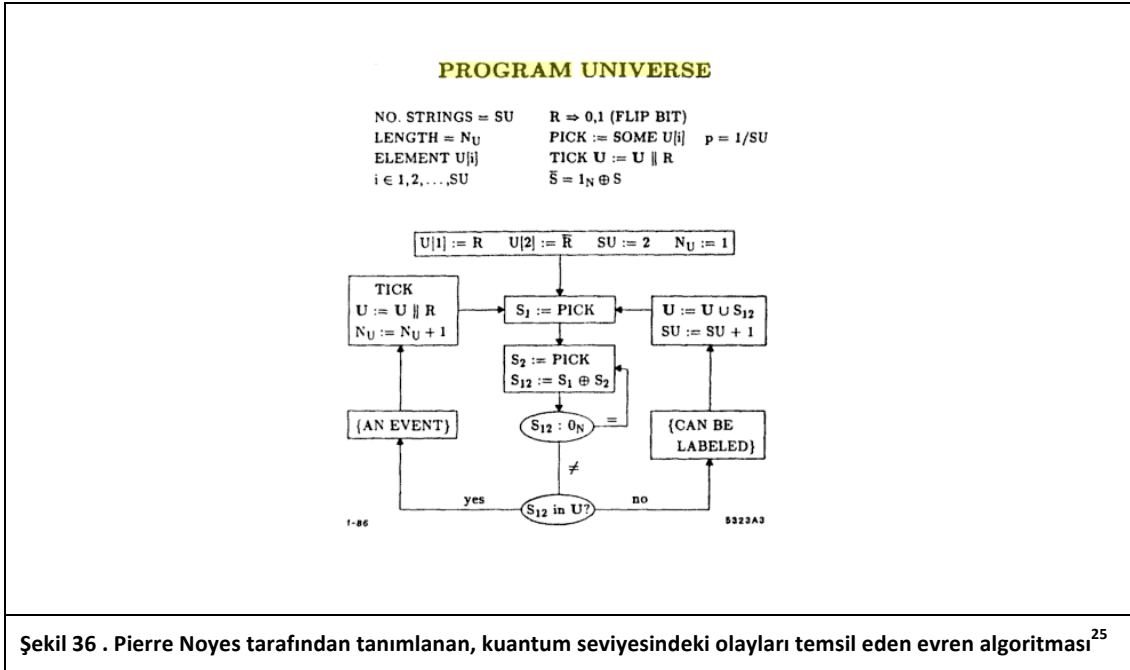 PROGRAM UNIVERSE
NO. STRINGS = SU R ⇒ 0,1 (FLIP BIT)
LENGTH = N_U PICK := SOME U[i] p = 1/SU
ELEMENT U[i] TICK U := U ‖ R
i ∈ 1,2,...,SU S̅ = 1_N ⊕ S
U[1] := R U[2] := R̅ SU := 2 N_U := 1
TICK
U := U ‖ R
N_U := N_U + 1
S_1 := PICK
U := U ∪ S_12
SU := SU + 1
S_2 := PICK
S_12 := S_1 ⊕ S_2
{AN EVENT}
S_12 : 0_N
=
{CAN BE
LABELED}
≠
yes
S_12 in U?
no
1-86
5323A3
Şekil 36 . Pierre Noyes tarafından tanımlanan, kuantum seviyesindeki olayları temsil eden evren algoritması²⁵